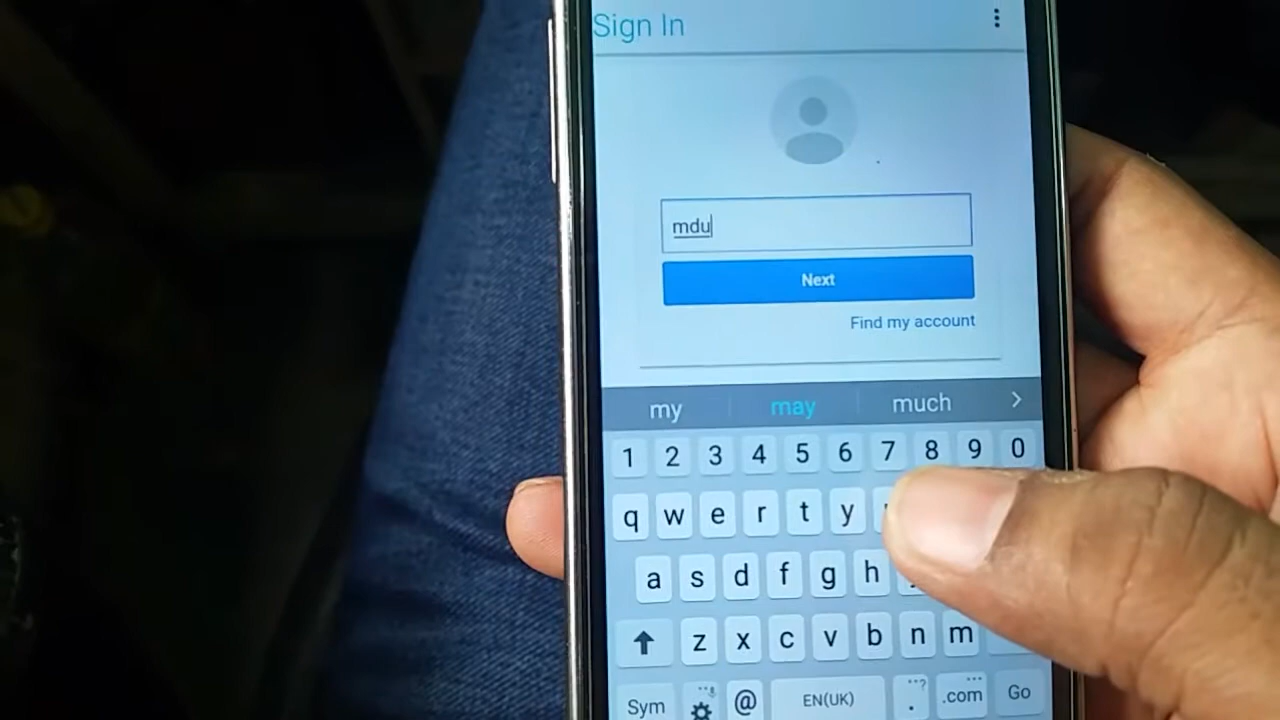 Sign In
mdu
Next
Find my account
my may much >
1 2 3 4 5 6 7 8 9 0
q w e r t y
a s d f g h
z x c v b n m
Sym @ EN(UK) . .com Go